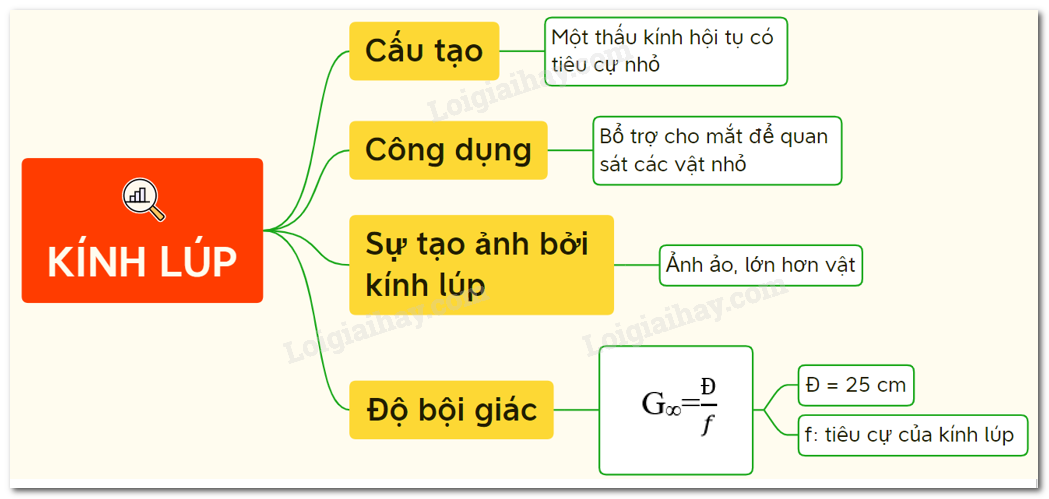 KÍNH LÚP
Cấu tạo
Một thấu kính hội tụ có
tiêu cự nhỏ
Công dụng
Bổ trợ cho mắt để quan
sát các vật nhỏ
Sự tạo ảnh bởi
kính lúp
Ảnh ảo, lớn hơn vật
Độ bội giác
G∞=Đ/f
Đ = 25 cm
f: tiêu cự của kính lúp
Loigiaihay.com
Loigiaihay.com
Loigiaihay.com